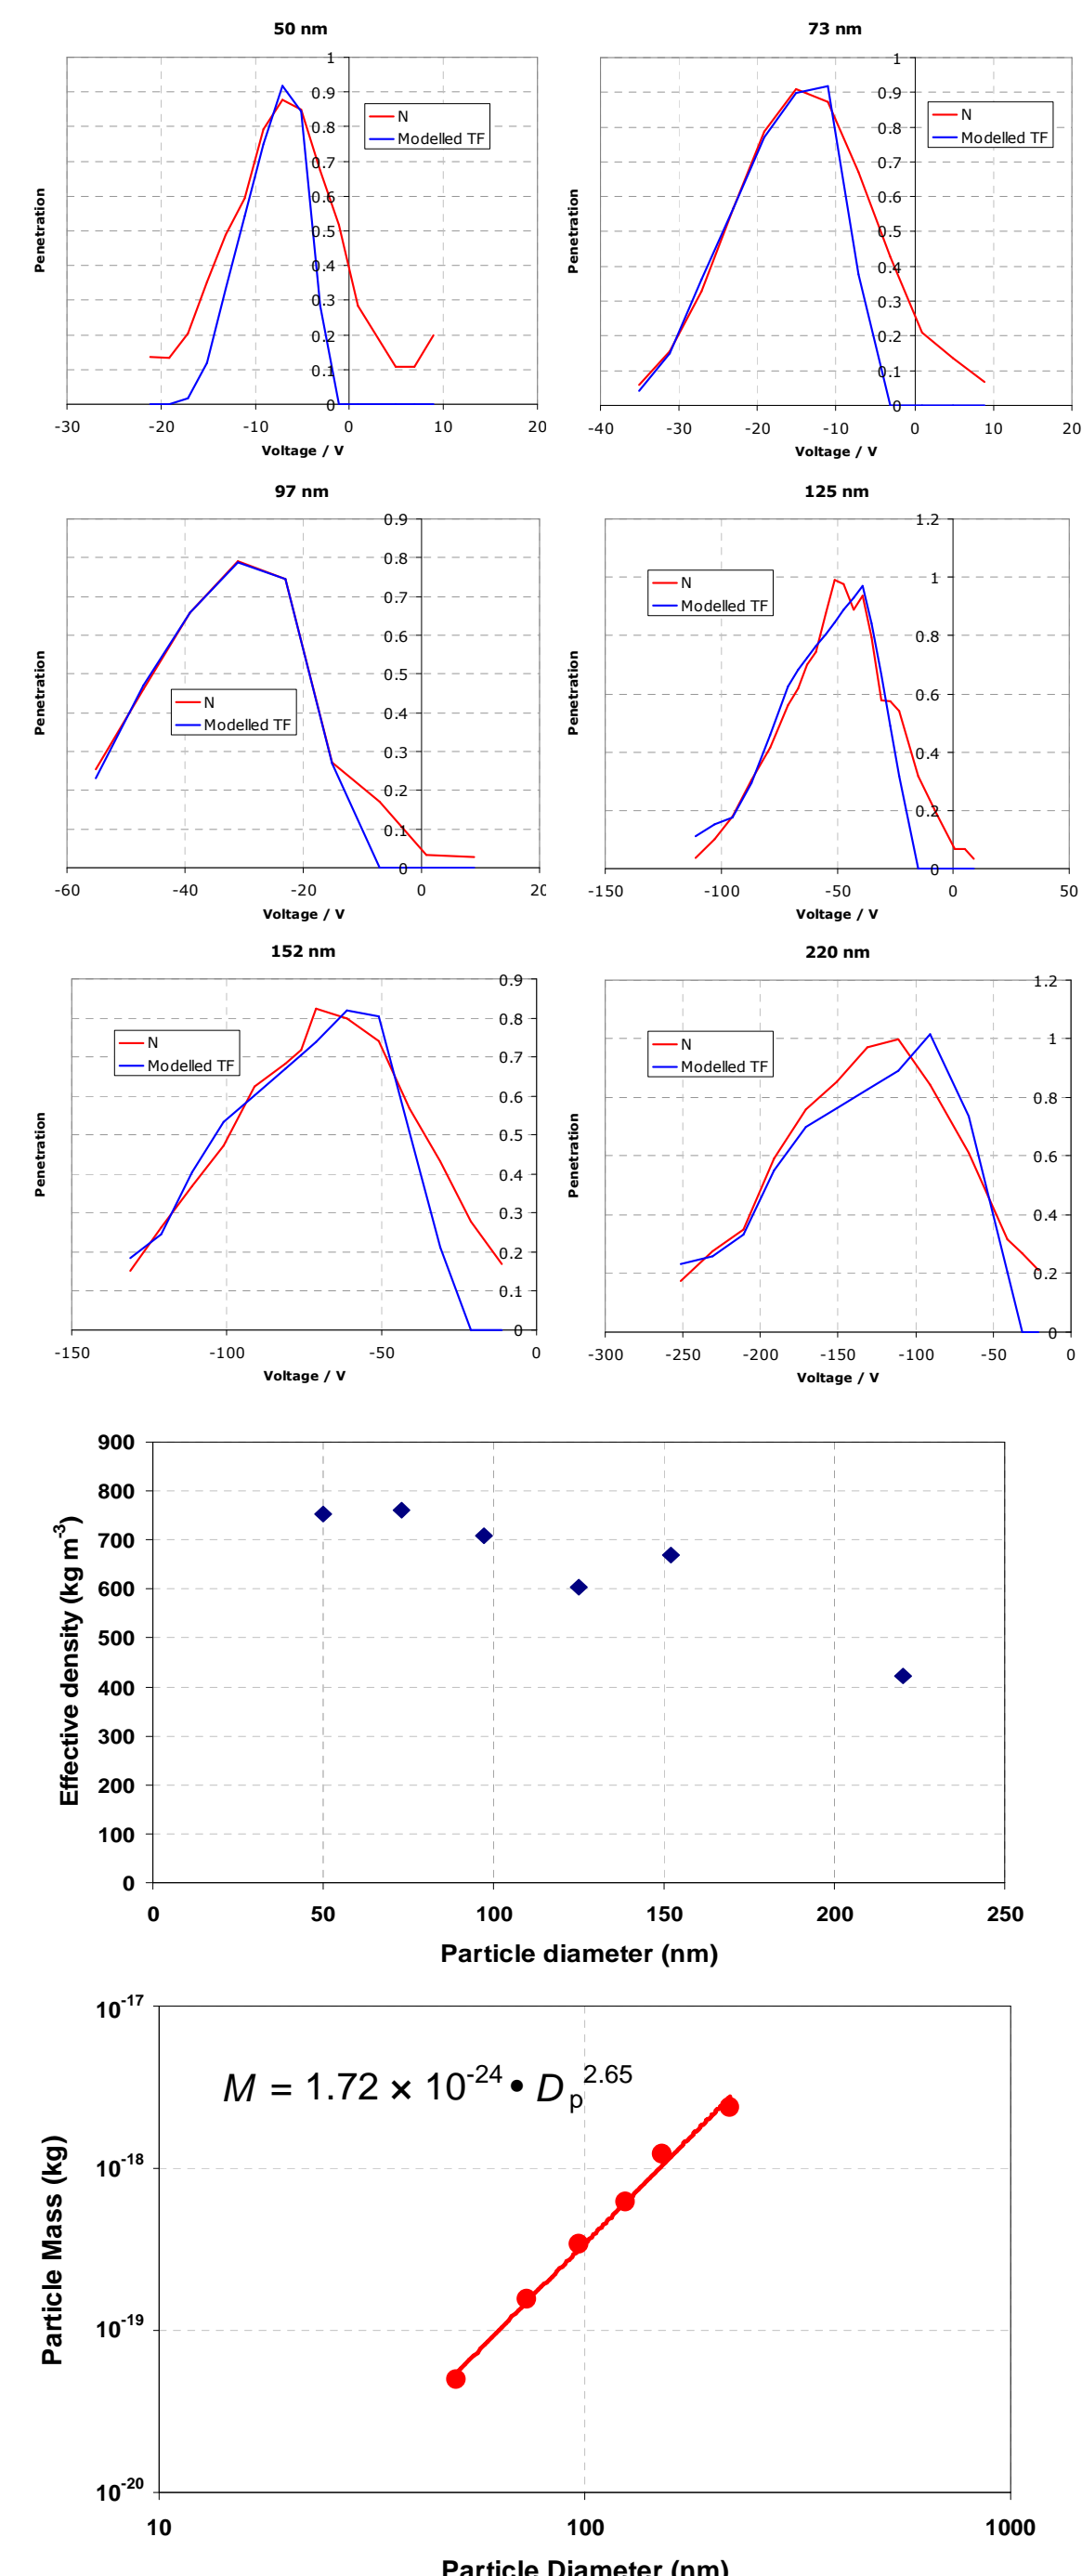 50 nm
1
0.9
0.8
0.7
0.6
0.5
0.4
0.3
0.2
0.1
0
-30 -20 -10 0 10 20
Penetration
Voltage / V
N
Modelled TF
73 nm
1
0.9
0.8
0.7
0.6
0.5
0.4
0.3
0.2
0.1
0
-40 -30 -20 -10 0 10 20
Penetration
Voltage / V
N
Modelled TF
97 nm
0.9
0.8
0.7
0.6
0.5
0.4
0.3
0.2
0.1
0
-60 -40 -20 0 20
Penetration
Voltage / V
N
Modelled TF
125 nm
1.2
1
0.8
0.6
0.4
0.2
0
-150 -100 -50 0 50
Penetration
Voltage / V
N
Modelled TF
152 nm
0.9
0.8
0.7
0.6
0.5
0.4
0.3
0.2
0.1
0
-150 -100 -50 0
Penetration
Voltage / V
N
Modelled TF
220 nm
1.2
1
0.8
0.6
0.4
0.2
0
-300 -250 -200 -150 -100 -50 0
Penetration
Voltage / V
N
Modelled TF
900
800
700
600
500
400
300
200
100
0
0 50 100 150 200 250
Effective density (kg m⁻³)
Particle diameter (nm)
10⁻¹⁷
10⁻¹⁸
10⁻¹⁹
10⁻²⁰
M = 1.72 × 10⁻²⁴ • Dₚ²·⁶⁵
Particle Mass (kg)
10 100 1000
Particle Diameter (nm)